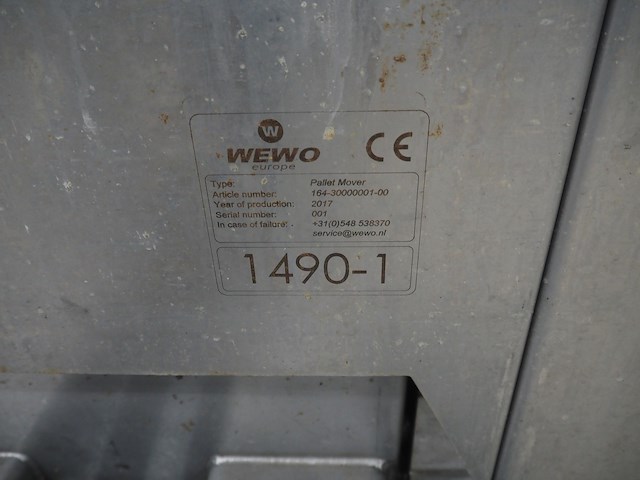 W
WEWO
europe
CE
Type: Pallet Mover
Article number: 164-30000001-00
Year of production: 2017
Serial number: 001
In case of failure: +31(0)548 538370
service@wewo.nl
1490-1